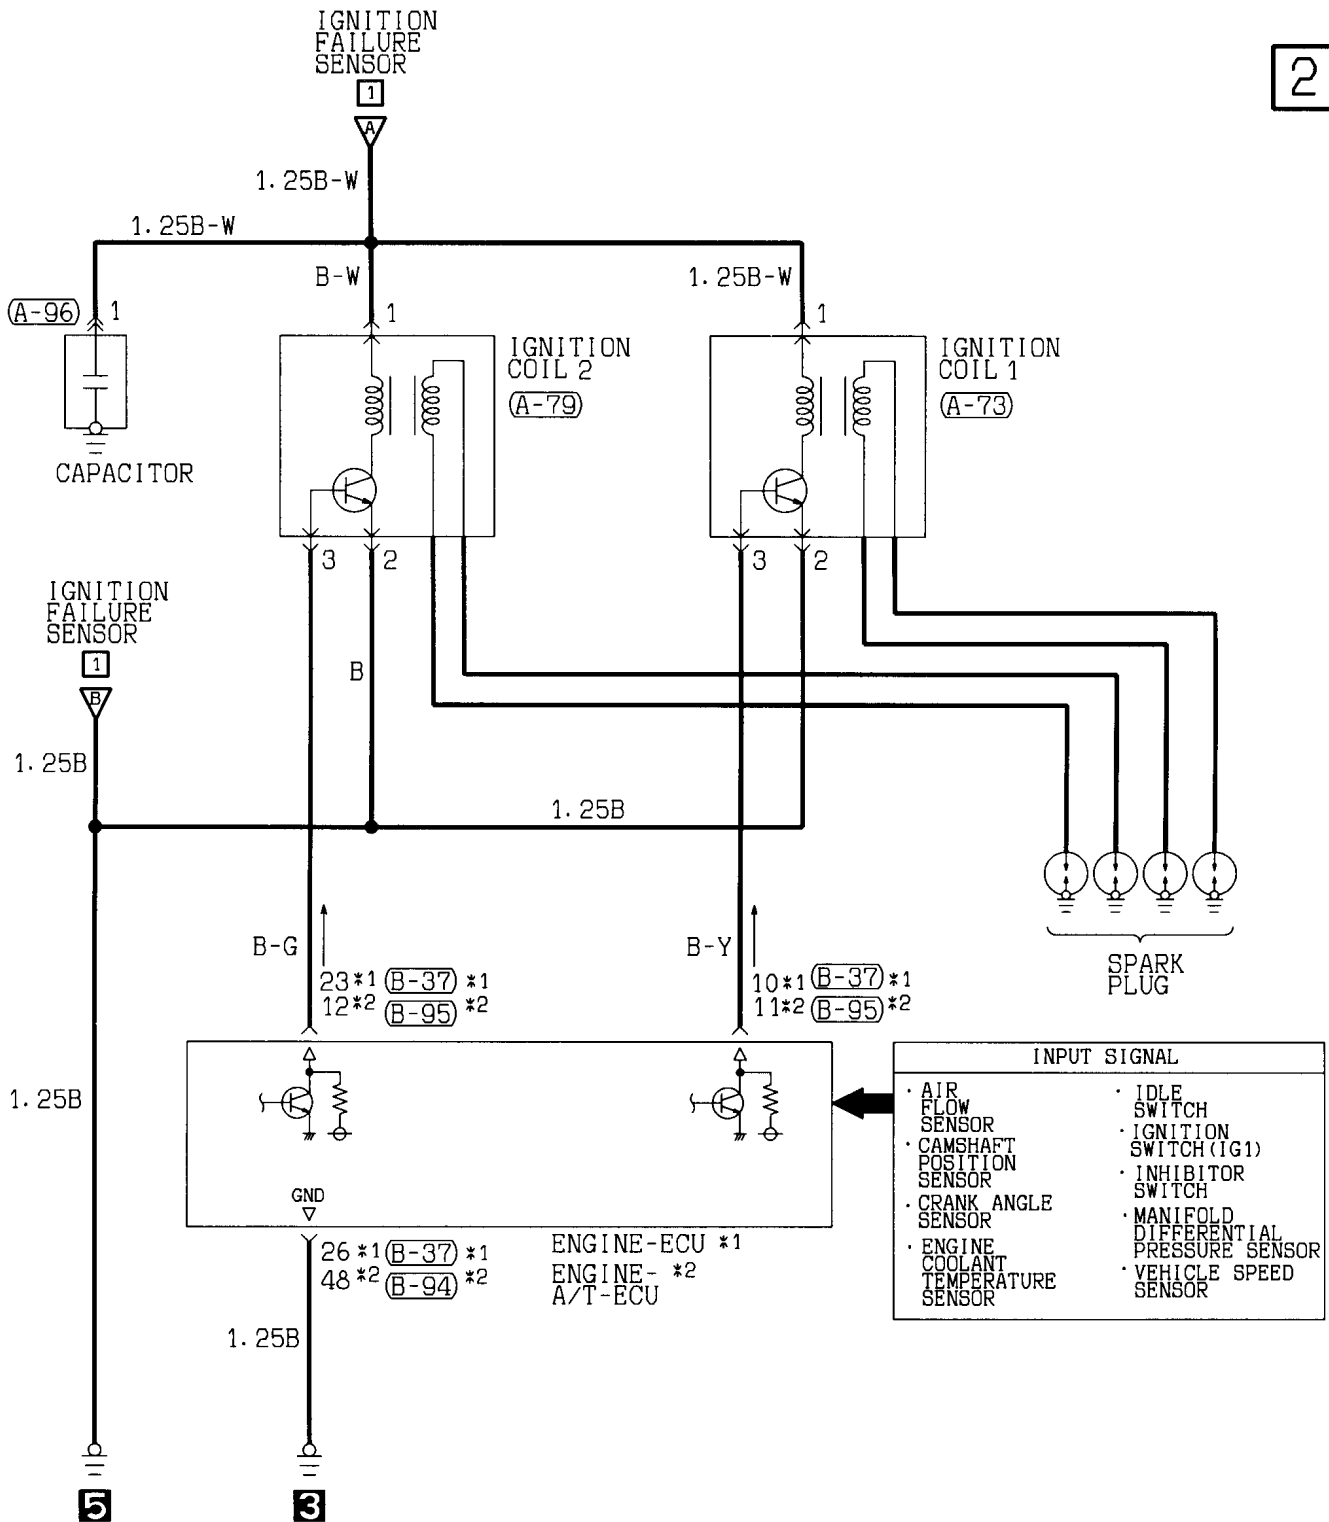 IGNITION
FAILURE
SENSOR
1
A
2
1.25B-W
1.25B-W
B-W
1.25B-W
A-96
1
1
1
IGNITION
COIL 2
A-79
IGNITION
COIL 1
A-73
CAPACITOR
3
2
3
2
IGNITION
FAILURE
SENSOR
1
B
B
1.25B
1.25B
B-G
23*1 B-37 *1
12*2 B-95 *2
B-Y
10*1 B-37 *1
11*2 B-95 *2
SPARK
PLUG
1.25B
GND
26*1 B-37 *1
48*2 B-94 *2
ENGINE-ECU *1
ENGINE- *2
A/T-ECU
INPUT SIGNAL
· AIR
FLOW
SENSOR
· CAMSHAFT
POSITION
SENSOR
· CRANK ANGLE
SENSOR
· ENGINE
COOLANT
TEMPERATURE
SENSOR
· IDLE
SWITCH
· IGNITION
SWITCH(IG1)
· INHIBITOR
SWITCH
· MANIFOLD
DIFFERENTIAL
PRESSURE SENSOR
· VEHICLE SPEED
SENSOR
1.25B
5
3